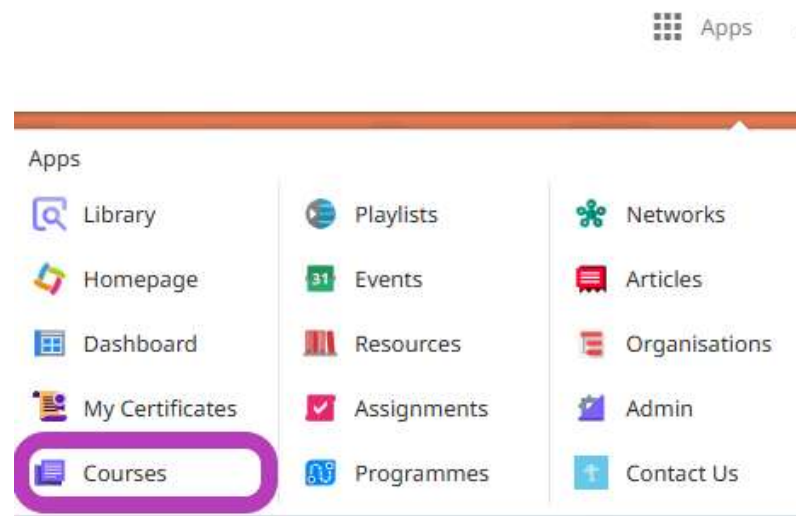 Apps
Apps
Library
Playlists
Networks
Homepage
31
Events
Articles
Dashboard
Resources
Organisations
My Certificates
Assignments
Admin
Courses
Programmes
Contact Us